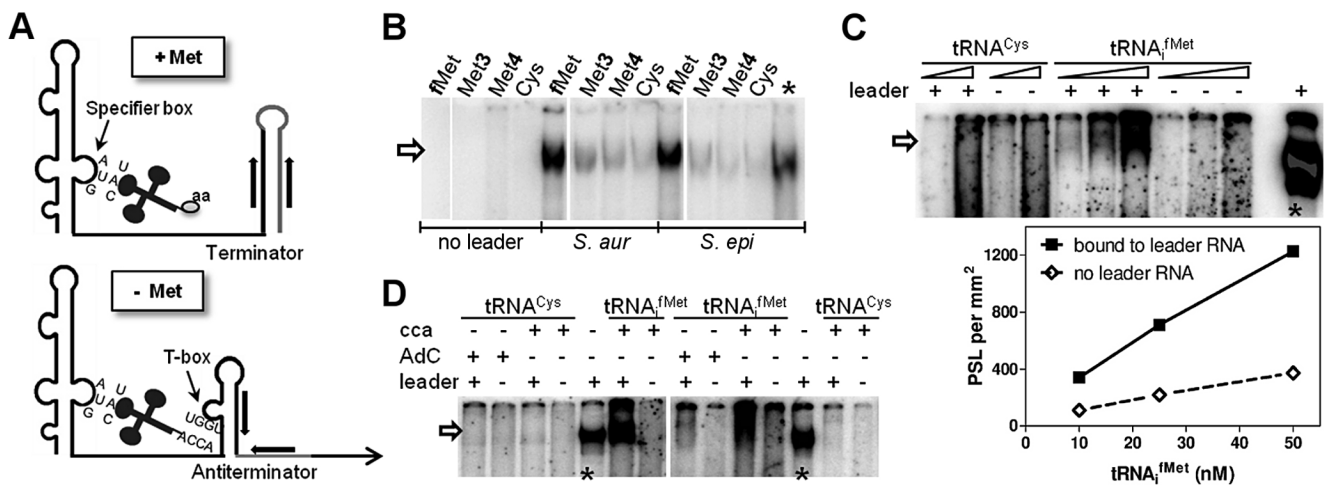 A
+ Met
Specifier box
A
U
G
U
A
C
aa
Terminator
- Met
T-box
A
U
G
U
A
C
UGGU
ACCA
Antiterminator
B
fMet Met3 Met4 Cys fMet Met3 Met4 Cys fMet Met3 Met4 Cys *
no leader S. aur S. epi
C
tRNACys tRNAifMet
leader + + - - + + + - - - +
*
bound to leader RNA
no leader RNA
PSL per mm2
1200
800
400
0
0 10 20 30 40 50
tRNAifMet (nM)
D
tRNACys tRNAifMet tRNAifMet tRNACys
cca - - + + - + + - - + + - + +
AdC + + - - - - - + + - - - - -
leader + - + - + + - + - + - + + -
* *